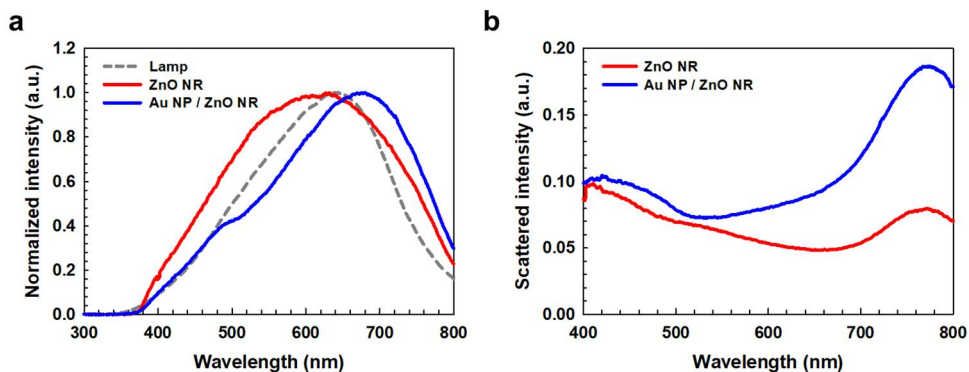 a
Normalized intensity (a.u.)
1.2
1.0
0.8
0.6
0.4
0.2
0.0
Lamp
ZnO NR
Au NP / ZnO NR
300 400 500 600 700 800
Wavelength (nm)
b
Scattered intensity (a.u.)
0.20
0.15
0.10
0.05
0.00
ZnO NR
Au NP / ZnO NR
400 500 600 700 800
Wavelength (nm)